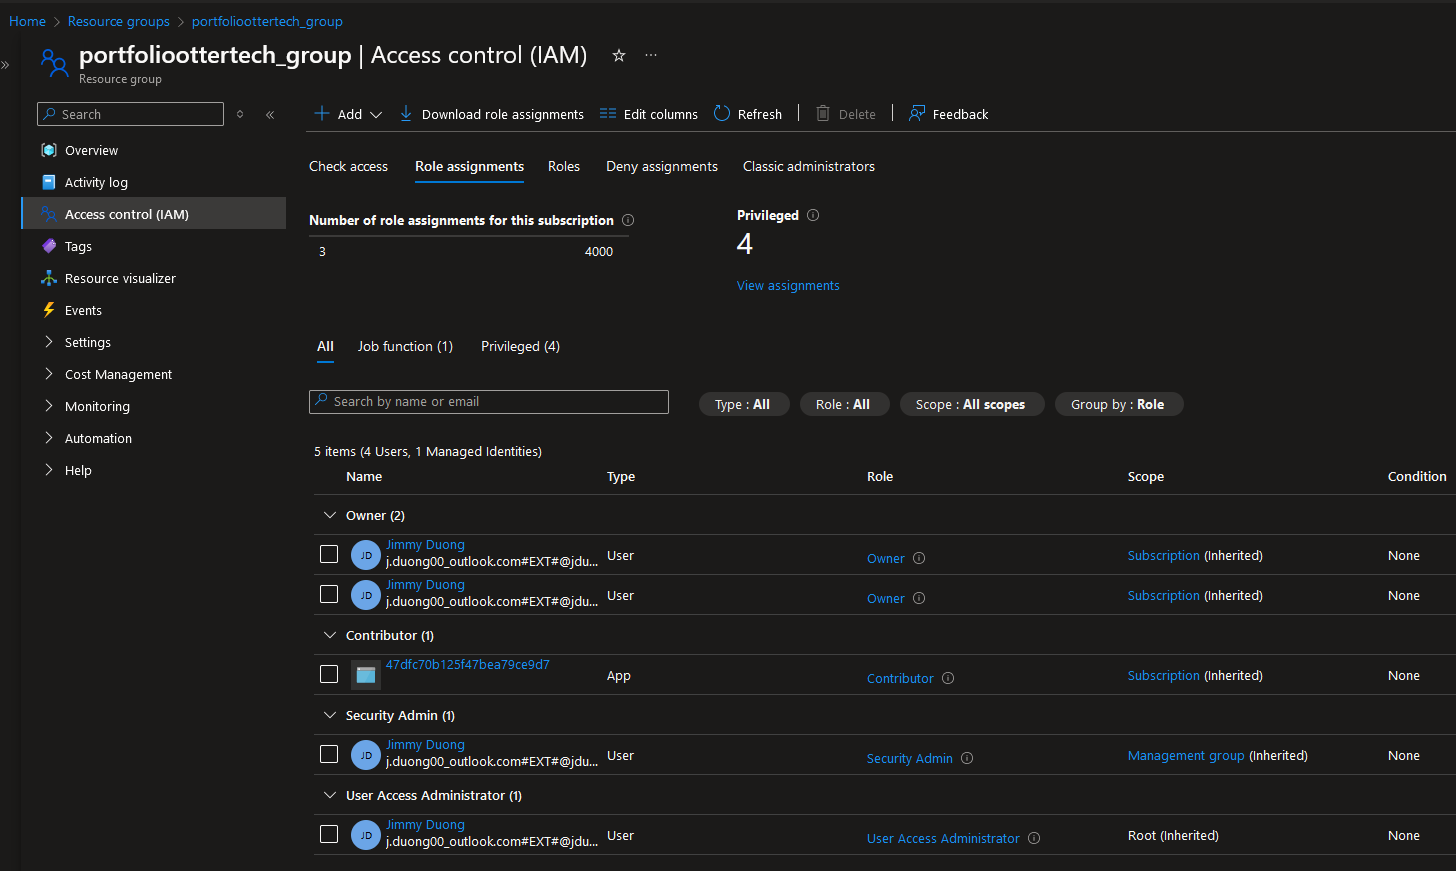 Home > Resource groups > portfolioottertech_group
portfolioottertech_group | Access control (IAM)
Resource group
Search
Overview
Activity log
Access control (IAM)
Tags
Resource visualizer
Events
Settings
Cost Management
Monitoring
Automation
Help
Add Download role assignments Edit columns Refresh Delete Feedback
Check access Role assignments Roles Deny assignments Classic administrators
Number of role assignments for this subscription
3 4000
Privileged
4
View assignments
All Job function (1) Privileged (4)
Search by name or email
Type : All Role : All Scope : All scopes Group by : Role
5 items (4 Users, 1 Managed Identities)
Name Type Role Scope Condition
Owner (2)
JD Jimmy Duong
j.duong00_outlook.com#EXT#@jdu... User Owner Subscription (Inherited) None
JD Jimmy Duong
j.duong00_outlook.com#EXT#@jdu... User Owner Subscription (Inherited) None
Contributor (1)
47dfc70b125f47bea79ce9d7
App Contributor Subscription (Inherited) None
Security Admin (1)
JD Jimmy Duong
j.duong00_outlook.com#EXT#@jdu... User Security Admin Management group (Inherited) None
User Access Administrator (1)
JD Jimmy Duong
j.duong00_outlook.com#EXT#@jdu... User User Access Administrator Root (Inherited) None